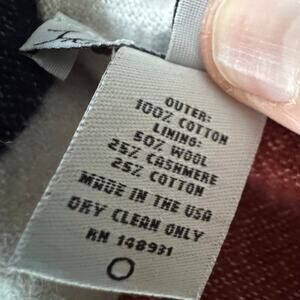 OUTER:
100% COTTON
LINING:
50% WOOL
25% CASHMERE
25% COTTON
MADE IN THE USA
DRY CLEAN ONLY
RN 148931